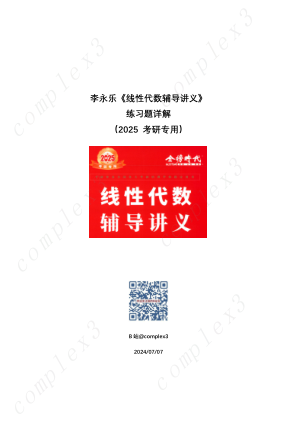 complex3
李永乐《线性代数辅导讲义》
练习题详解
（2025 考研专用）
2025
金榜时代
线性代数
辅导讲义
complex3
complex3
B 站@complex3
2024/07/07
complex3
complex3